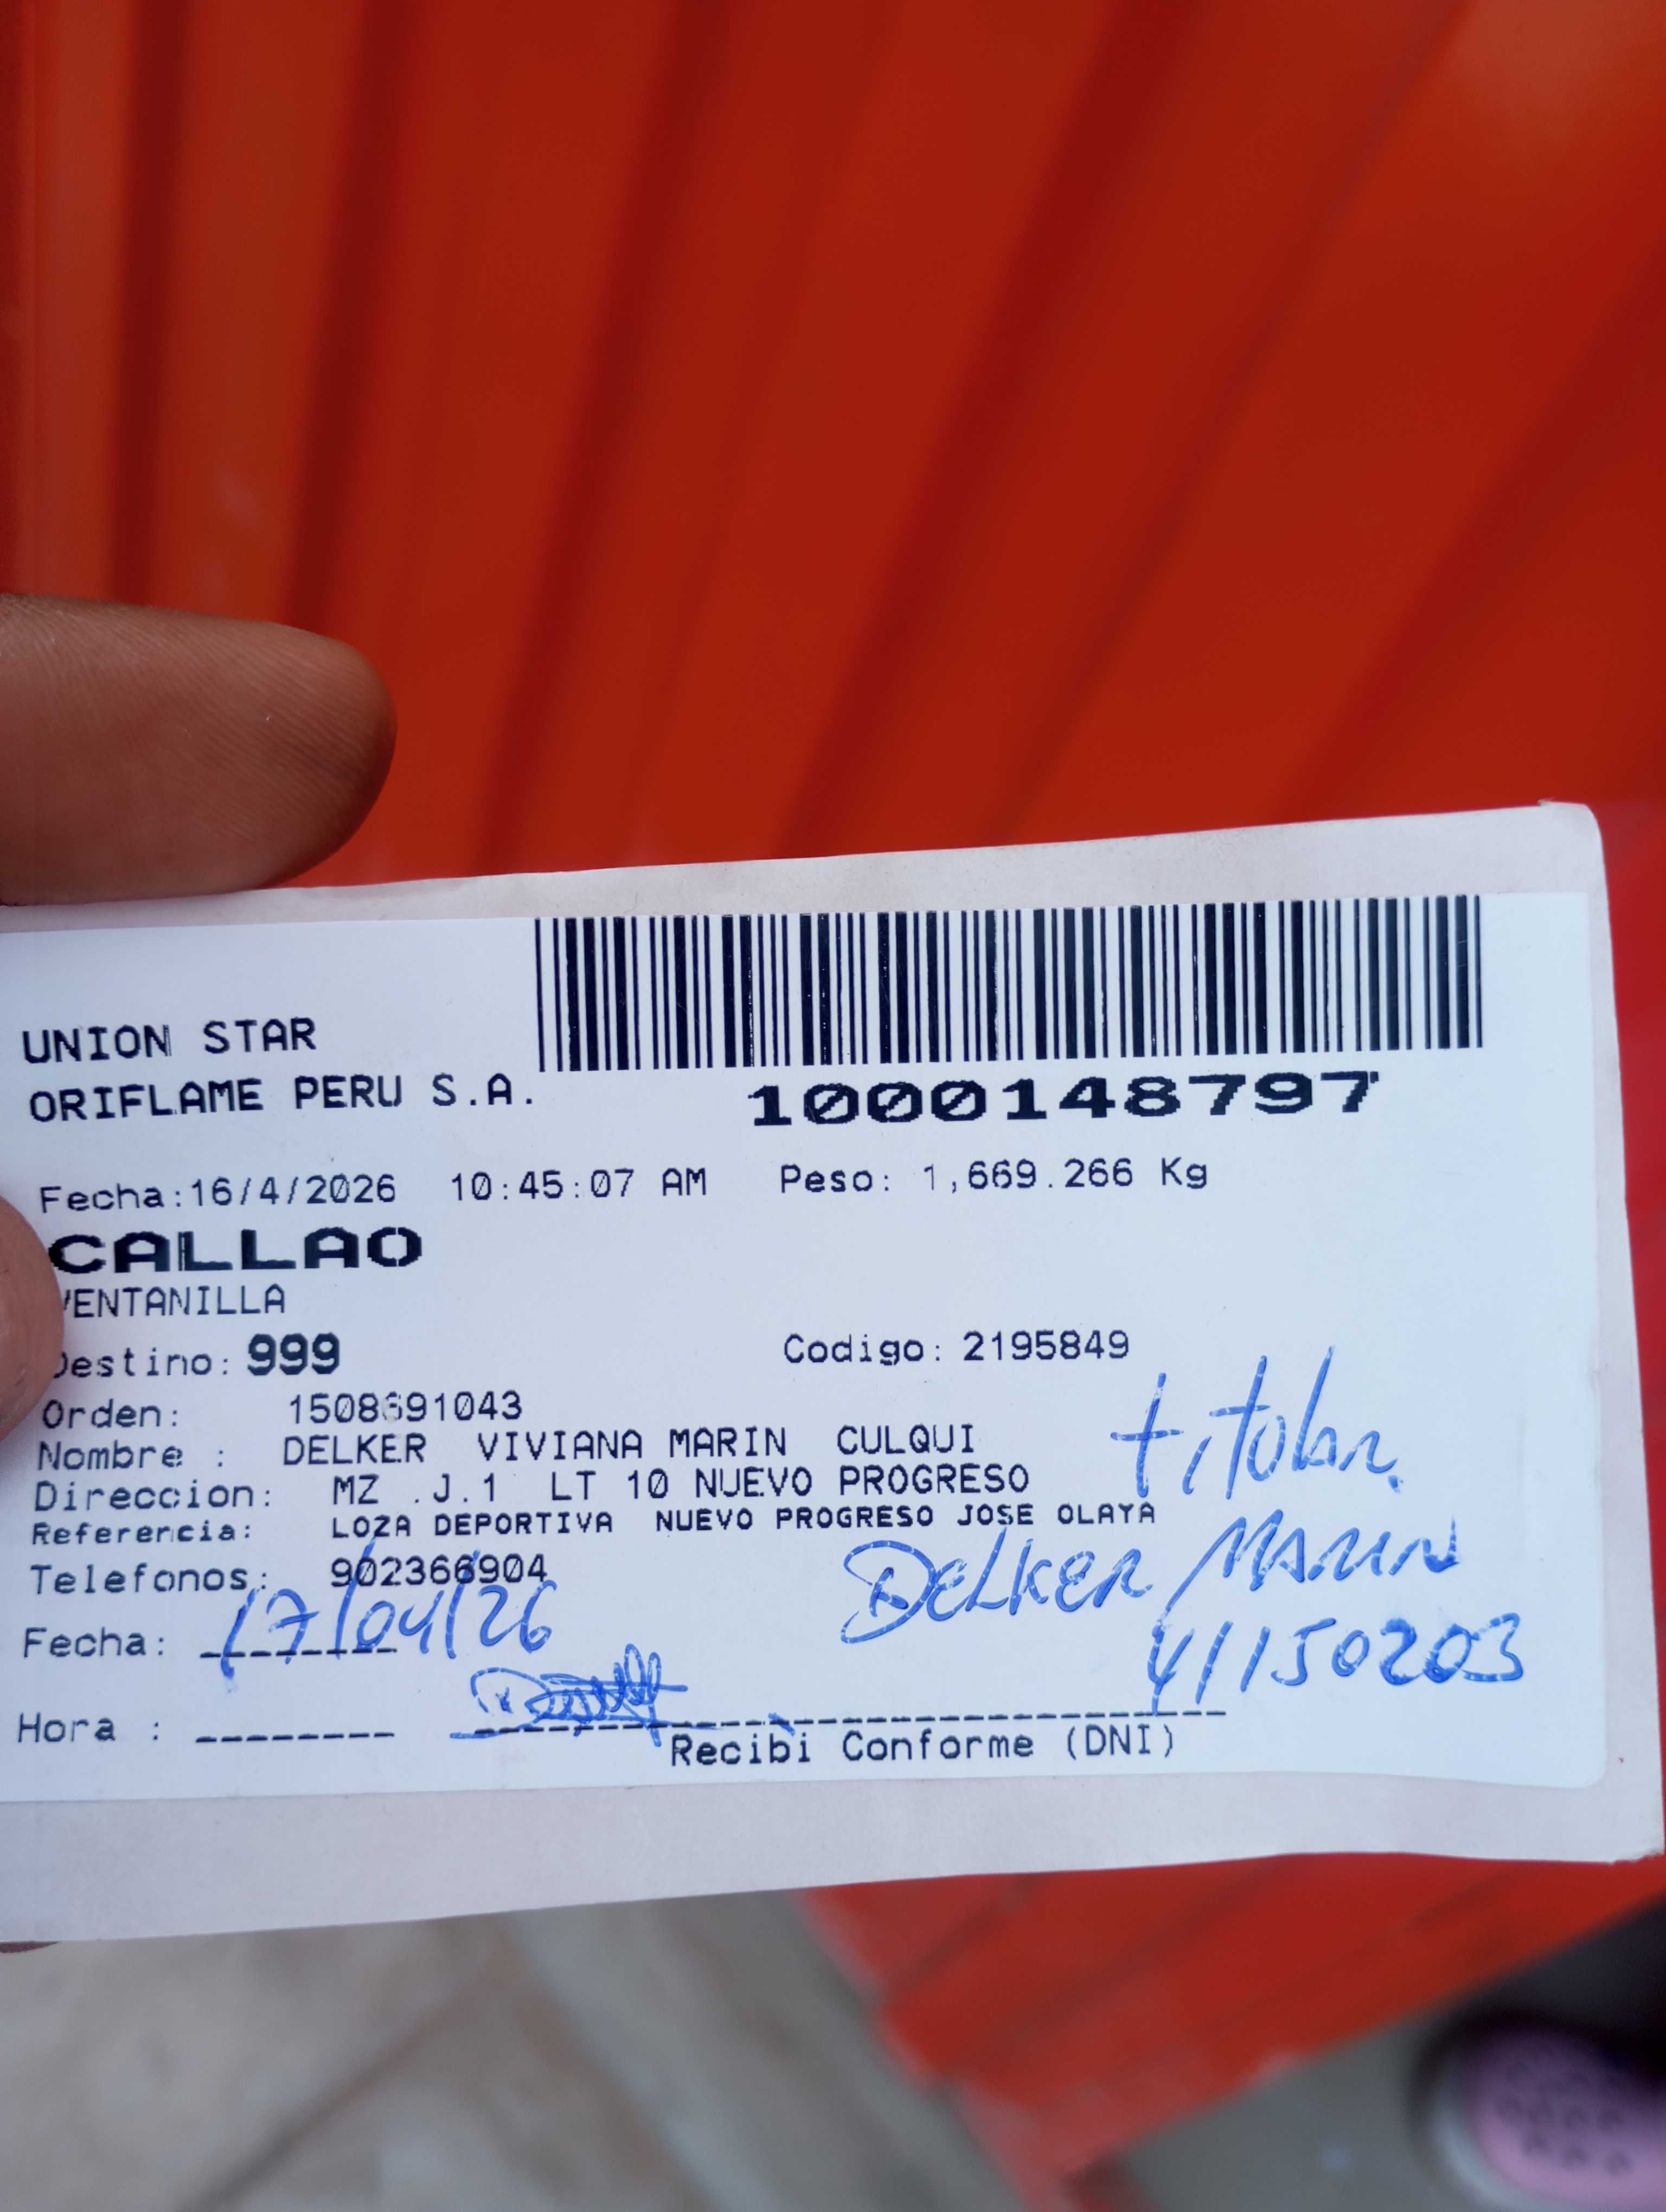 UNION STAR
ORIFLAME PERU S.A.
1000148797
Fecha:16/4/2026 10:45:07 AM Peso: 1,669.266 Kg
CALLAO
VENTANILLA
Destino: 999 Codigo: 2195849
Orden: 1508691043
Nombre : DELKER VIVIANA MARIN CULQUI
Direccion: MZ .J.1 LT 10 NUEVO PROGRESO
Referencia: LOZA DEPORTIVA NUEVO PROGRESO JOSE OLAYA
Telefonos: 902366904
titular.
DELKER MARIN
41150203
Fecha: 17/04/26
Hora :
Recibì Conforme (DNI)